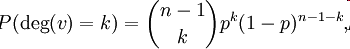 P(deg(v) = k) = \binom{n-1}{k} p^k (1 - p)^{n-1-k},